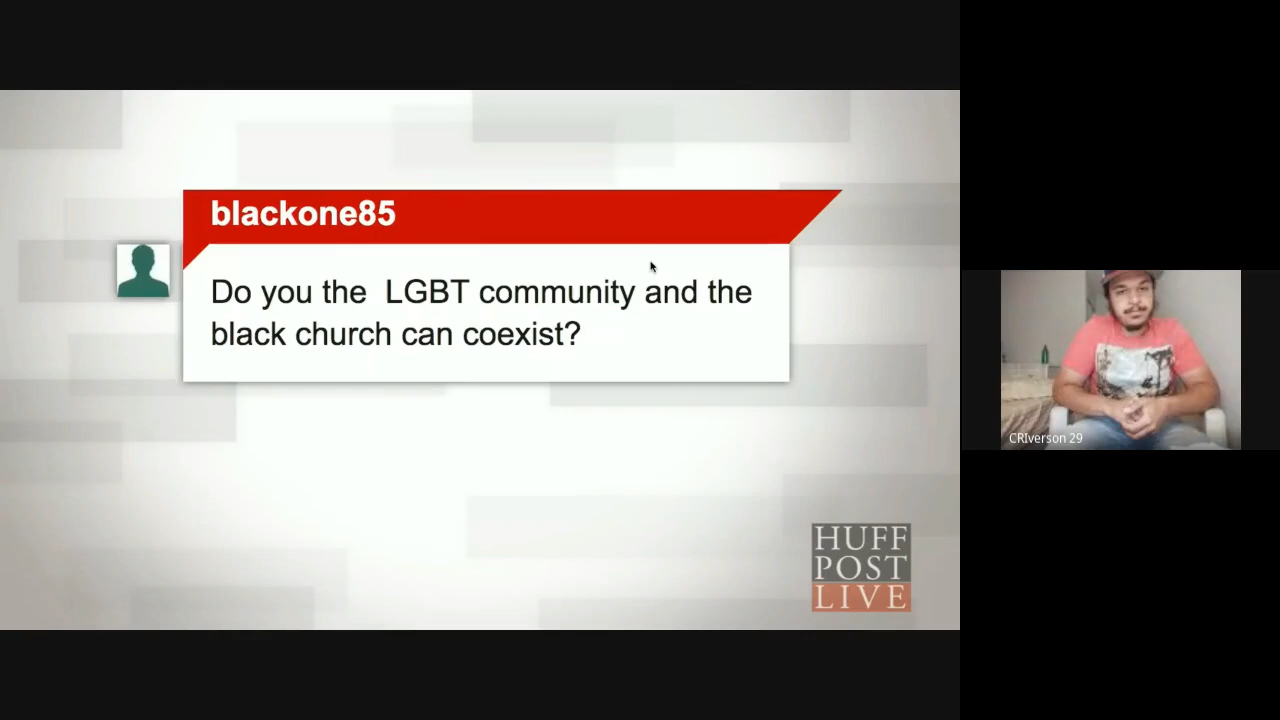 blackone85
Do you the  LGBT community and the
black church can coexist?
HUFF
POST
LIVE
CRIverson 29